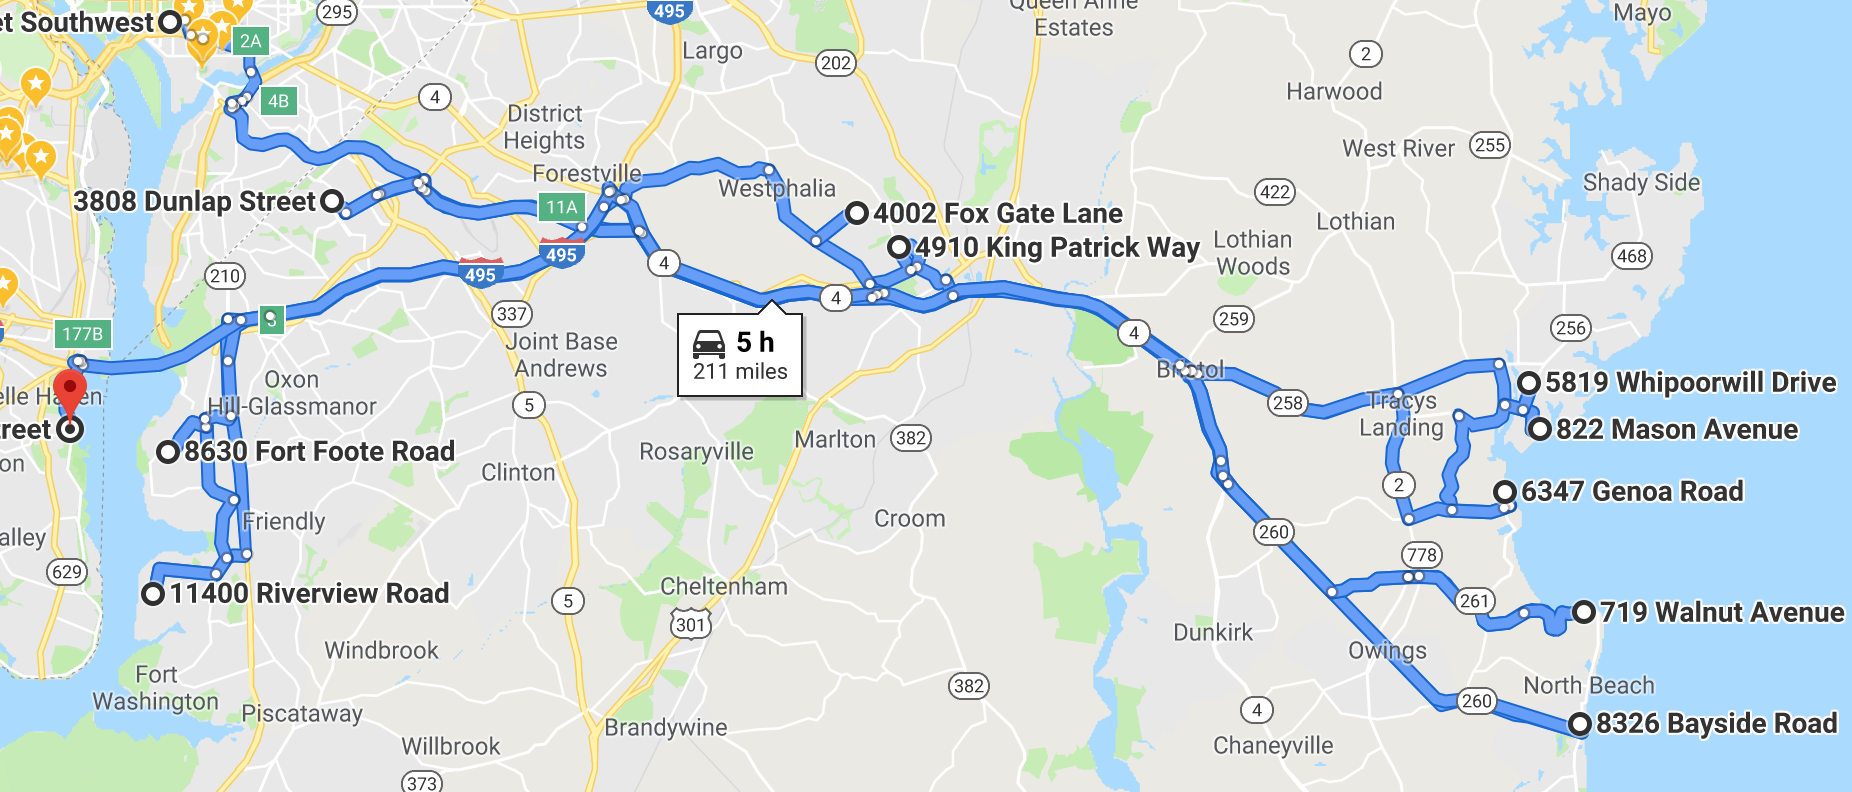 Queen Anne
Estates
Mayo
et Southwest
295
495
2A
Largo
202
2
Harwood
4B
4
District
Heights
West River
255
Forestville
Westphalia
422
Shady Side
3808 Dunlap Street
11A
4002 Fox Gate Lane
Lothian
4910 King Patrick Way
Lothian
Woods
468
495
495
4
210
4
337
3
177B
259
256
4
5 h
211 miles
Joint Base
Andrews
Bristol
Oxon
Hill-Glassmanor
elle Haven
5
258
Tracys
Landing
5819 Whipoorwill Drive
822 Mason Avenue
treet
8630 Fort Foote Road
Rosaryville
Marlton
382
on
Clinton
2
6347 Genoa Road
Friendly
Croom
alley
260
778
629
11400 Riverview Road
5
Cheltenham
301
261
719 Walnut Avenue
Dunkirk
Windbrook
Owings
Fort
Washington
382
North Beach
Piscataway
Brandywine
4
260
8326 Bayside Road
Willbrook
Chaneyville
373